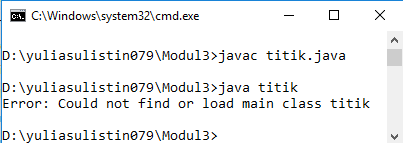 C:\Windows\system32\cmd.exe
D:\yuliasulistin079\Modul3>javac titik.java
D:\yuliasulistin079\Modul3>java titik
Error: Could not find or load main class titik
D:\yuliasulistin079\Modul3>